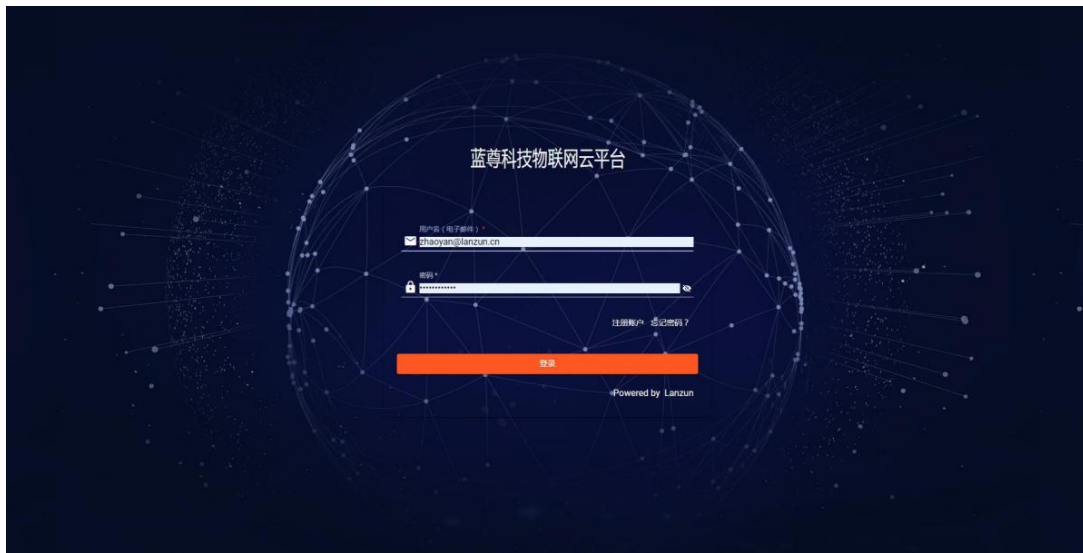 蓝尊科技物联网云平台
用户名（电子邮件）*
zhaoyan@lanzun.cn
密码 *
••••••••••••
注册账户 忘记密码？
登录
Powered by Lanzun